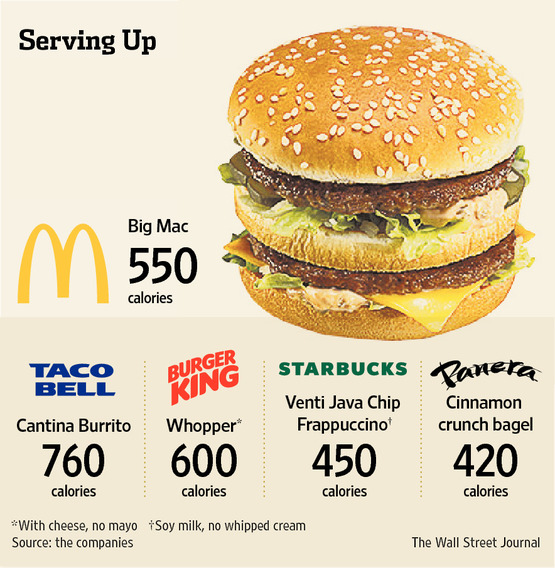 Serving Up
Big Mac
550
calories
TACO
BELL
Cantina Burrito
760
calories
BURGER
KING
Whopper*
600
calories
STARBUCKS
Venti Java Chip
Frappuccino†
450
calories
Panera
Cinnamon
crunch bagel
420
calories
*With cheese, no mayo †Soy milk, no whipped cream
Source: the companies
The Wall Street Journal